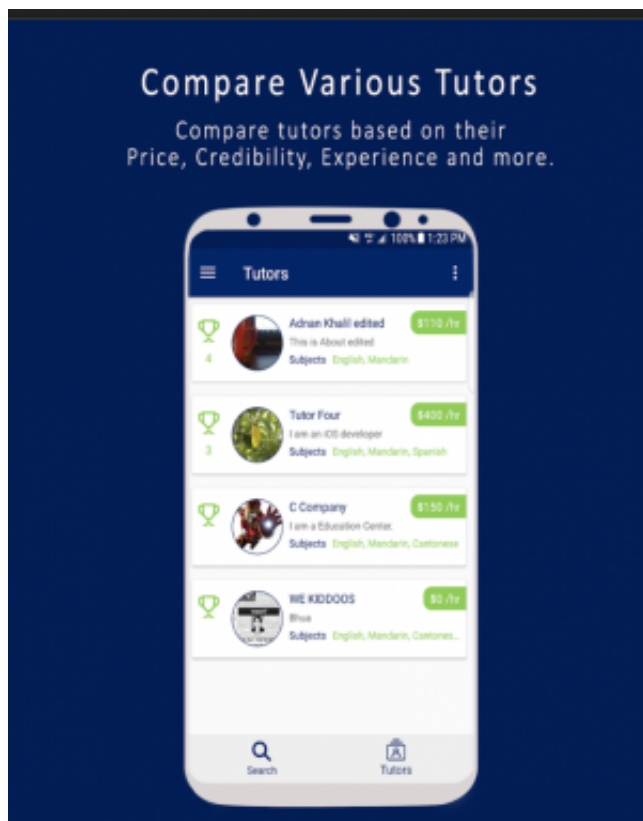 Compare Various Tutors
Compare tutors based on their
Price, Credibility, Experience and more.
100% 1:23 PM
Tutors
Adnan Khalil edited
$110 /hr
This is About edited
4
Subjects English, Mandarin
Tutor Four
$400 /hr
I am an iOS developer
3
Subjects English, Mandarin, Spanish
C Company
$150 /hr
I am a Education Center.
Subjects English, Mandarin, Cantonese
WE KIDDOOS
$0 /hr
Bhua
Subjects English, Mandarin, Cantones...
Search
Tutors